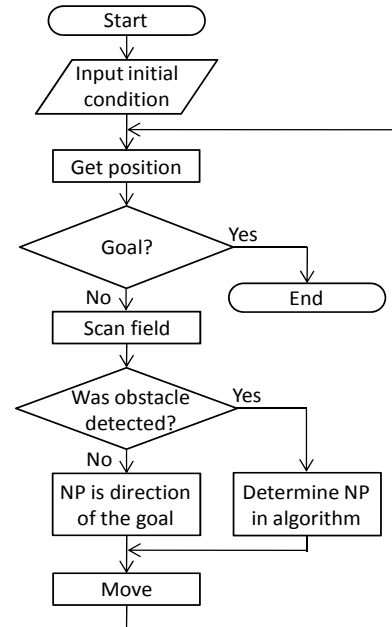 Start
Input initial
condition
Get position
Goal?
Yes
No
End
Scan field
Was obstacle
detected?
Yes
No
NP is direction
of the goal
Determine NP
in algorithm
Move